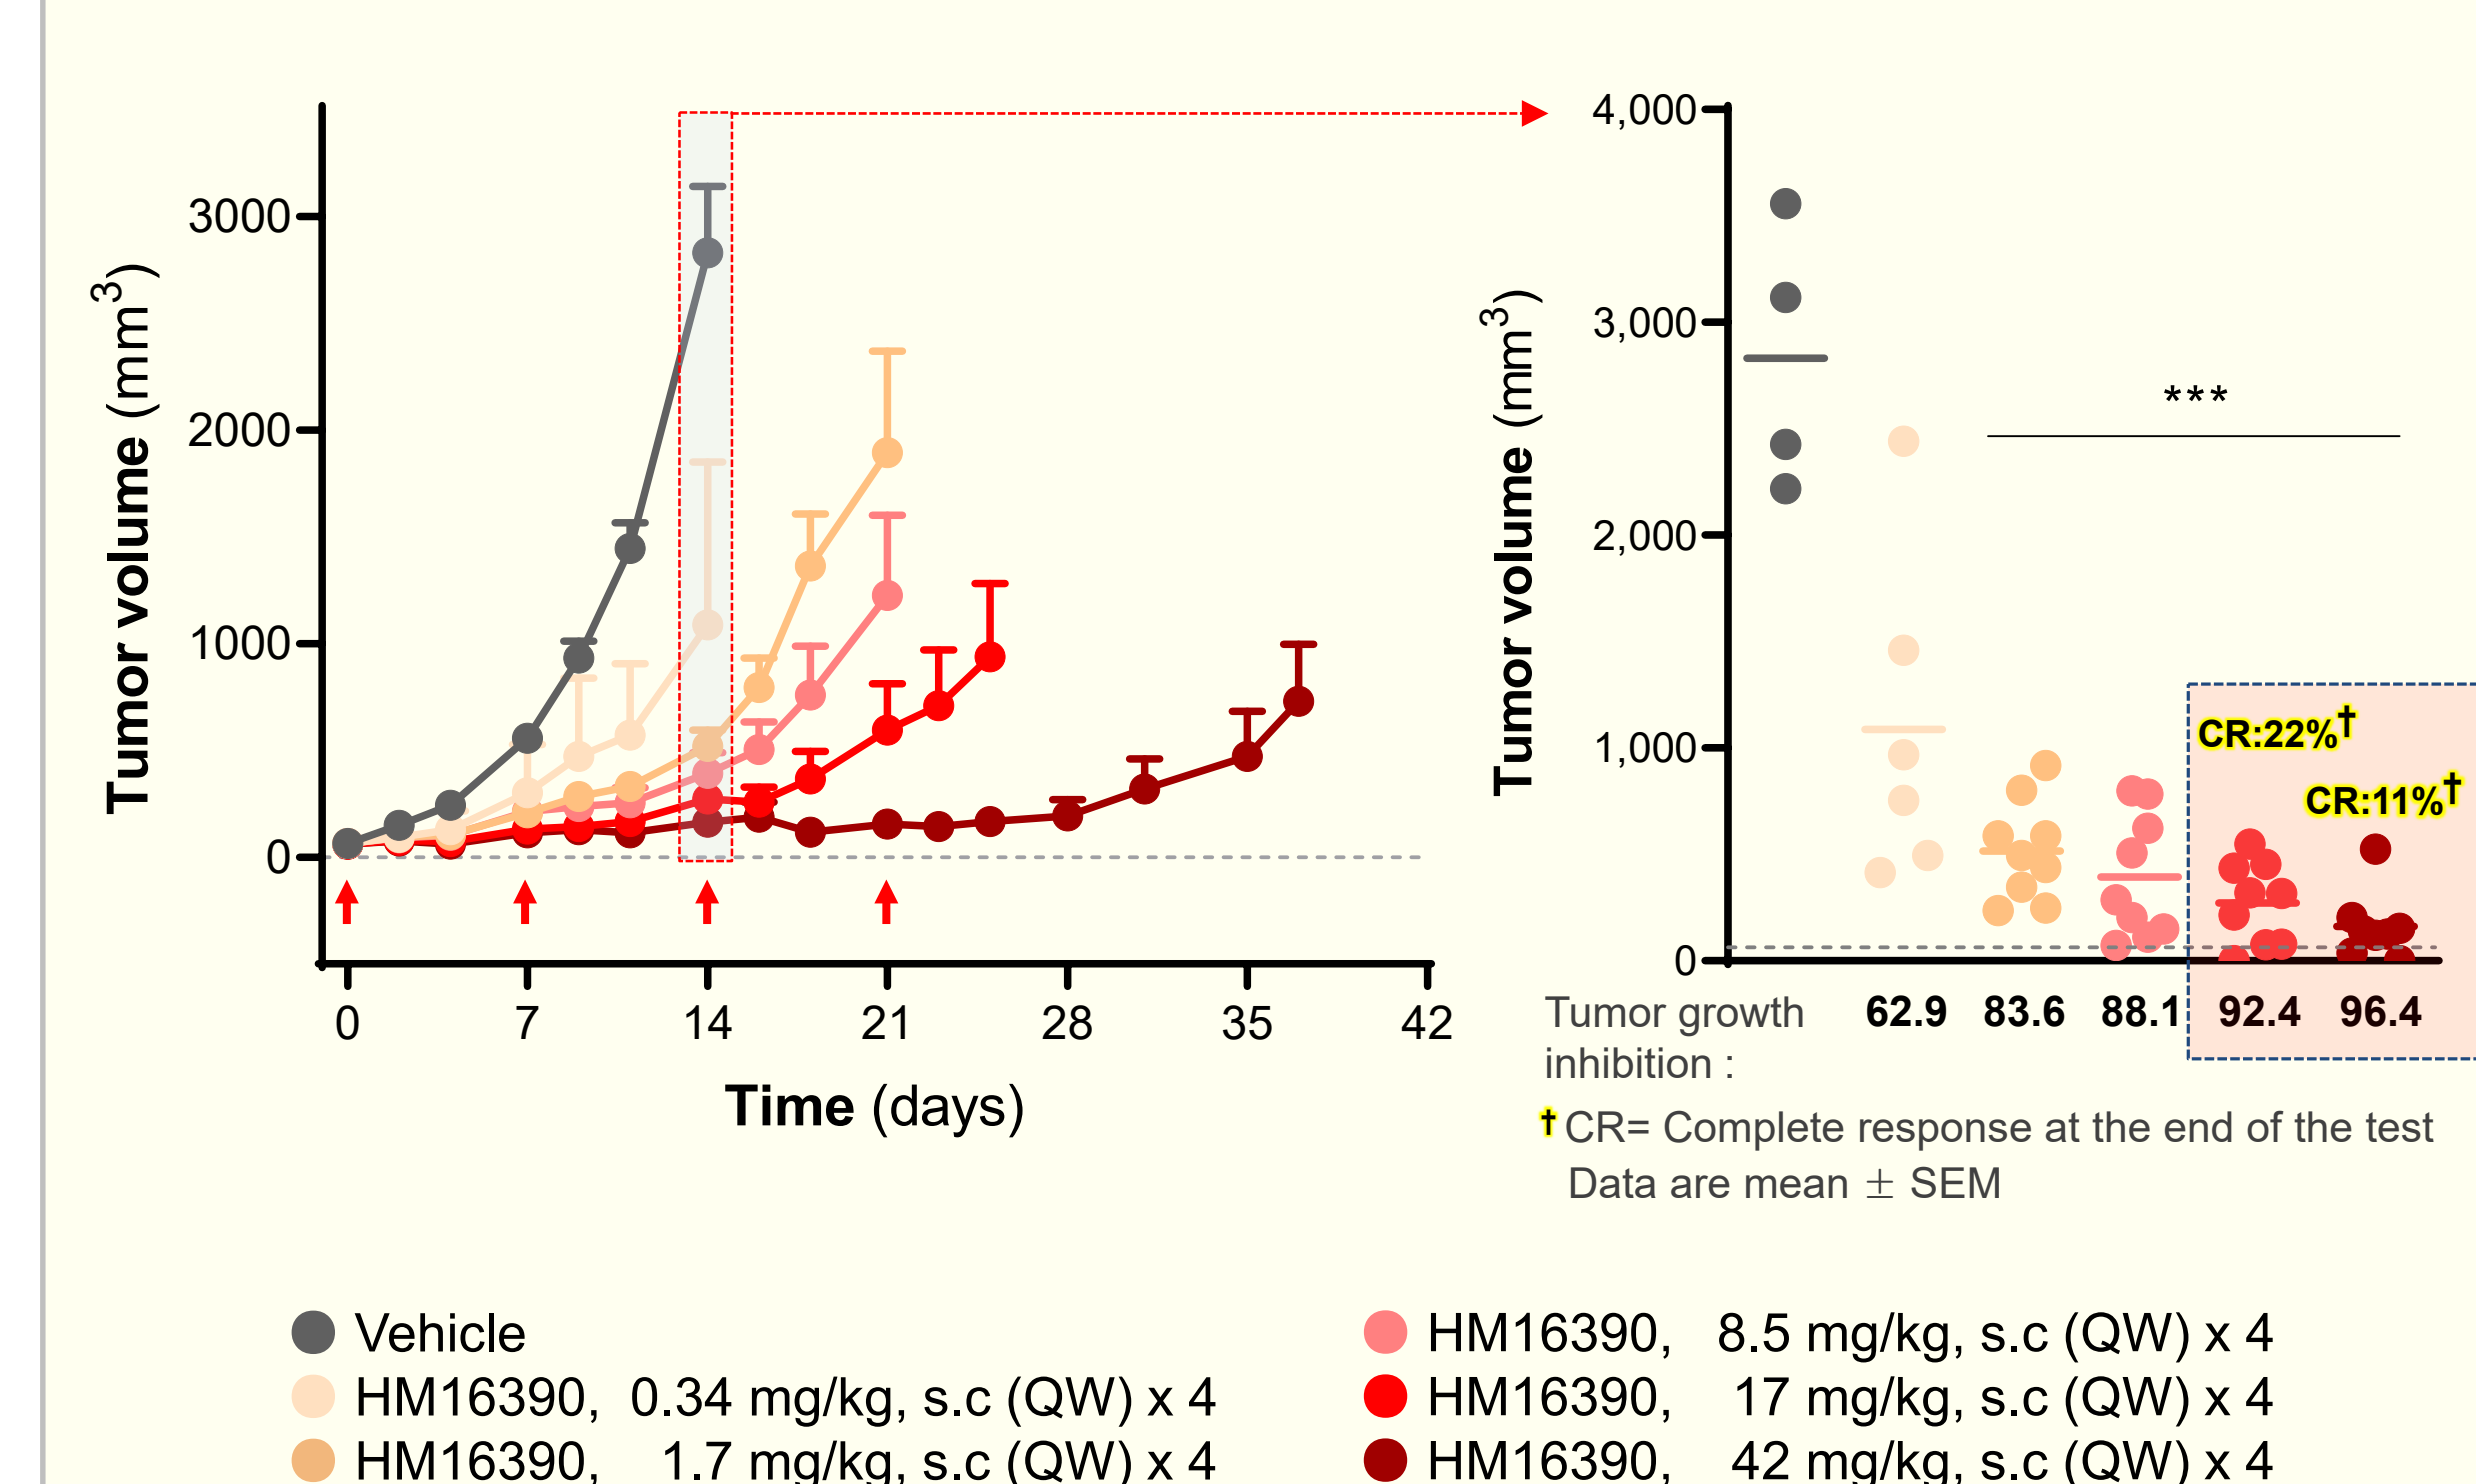 Tumor volume (mm³)
3000
2000
1000
0
0 7 14 21 28 35 42
Time (days)
Tumor volume (mm³)
4,000
3,000
2,000
1,000
0
***
CR:22%†
CR:11%†
Tumor growth inhibition : 62.9 83.6 88.1 92.4 96.4
† CR= Complete response at the end of the test
Data are mean ± SEM
Vehicle
HM16390, 0.34 mg/kg, s.c (QW) x 4
HM16390, 1.7 mg/kg, s.c (QW) x 4
HM16390, 8.5 mg/kg, s.c (QW) x 4
HM16390, 17 mg/kg, s.c (QW) x 4
HM16390, 42 mg/kg, s.c (QW) x 4